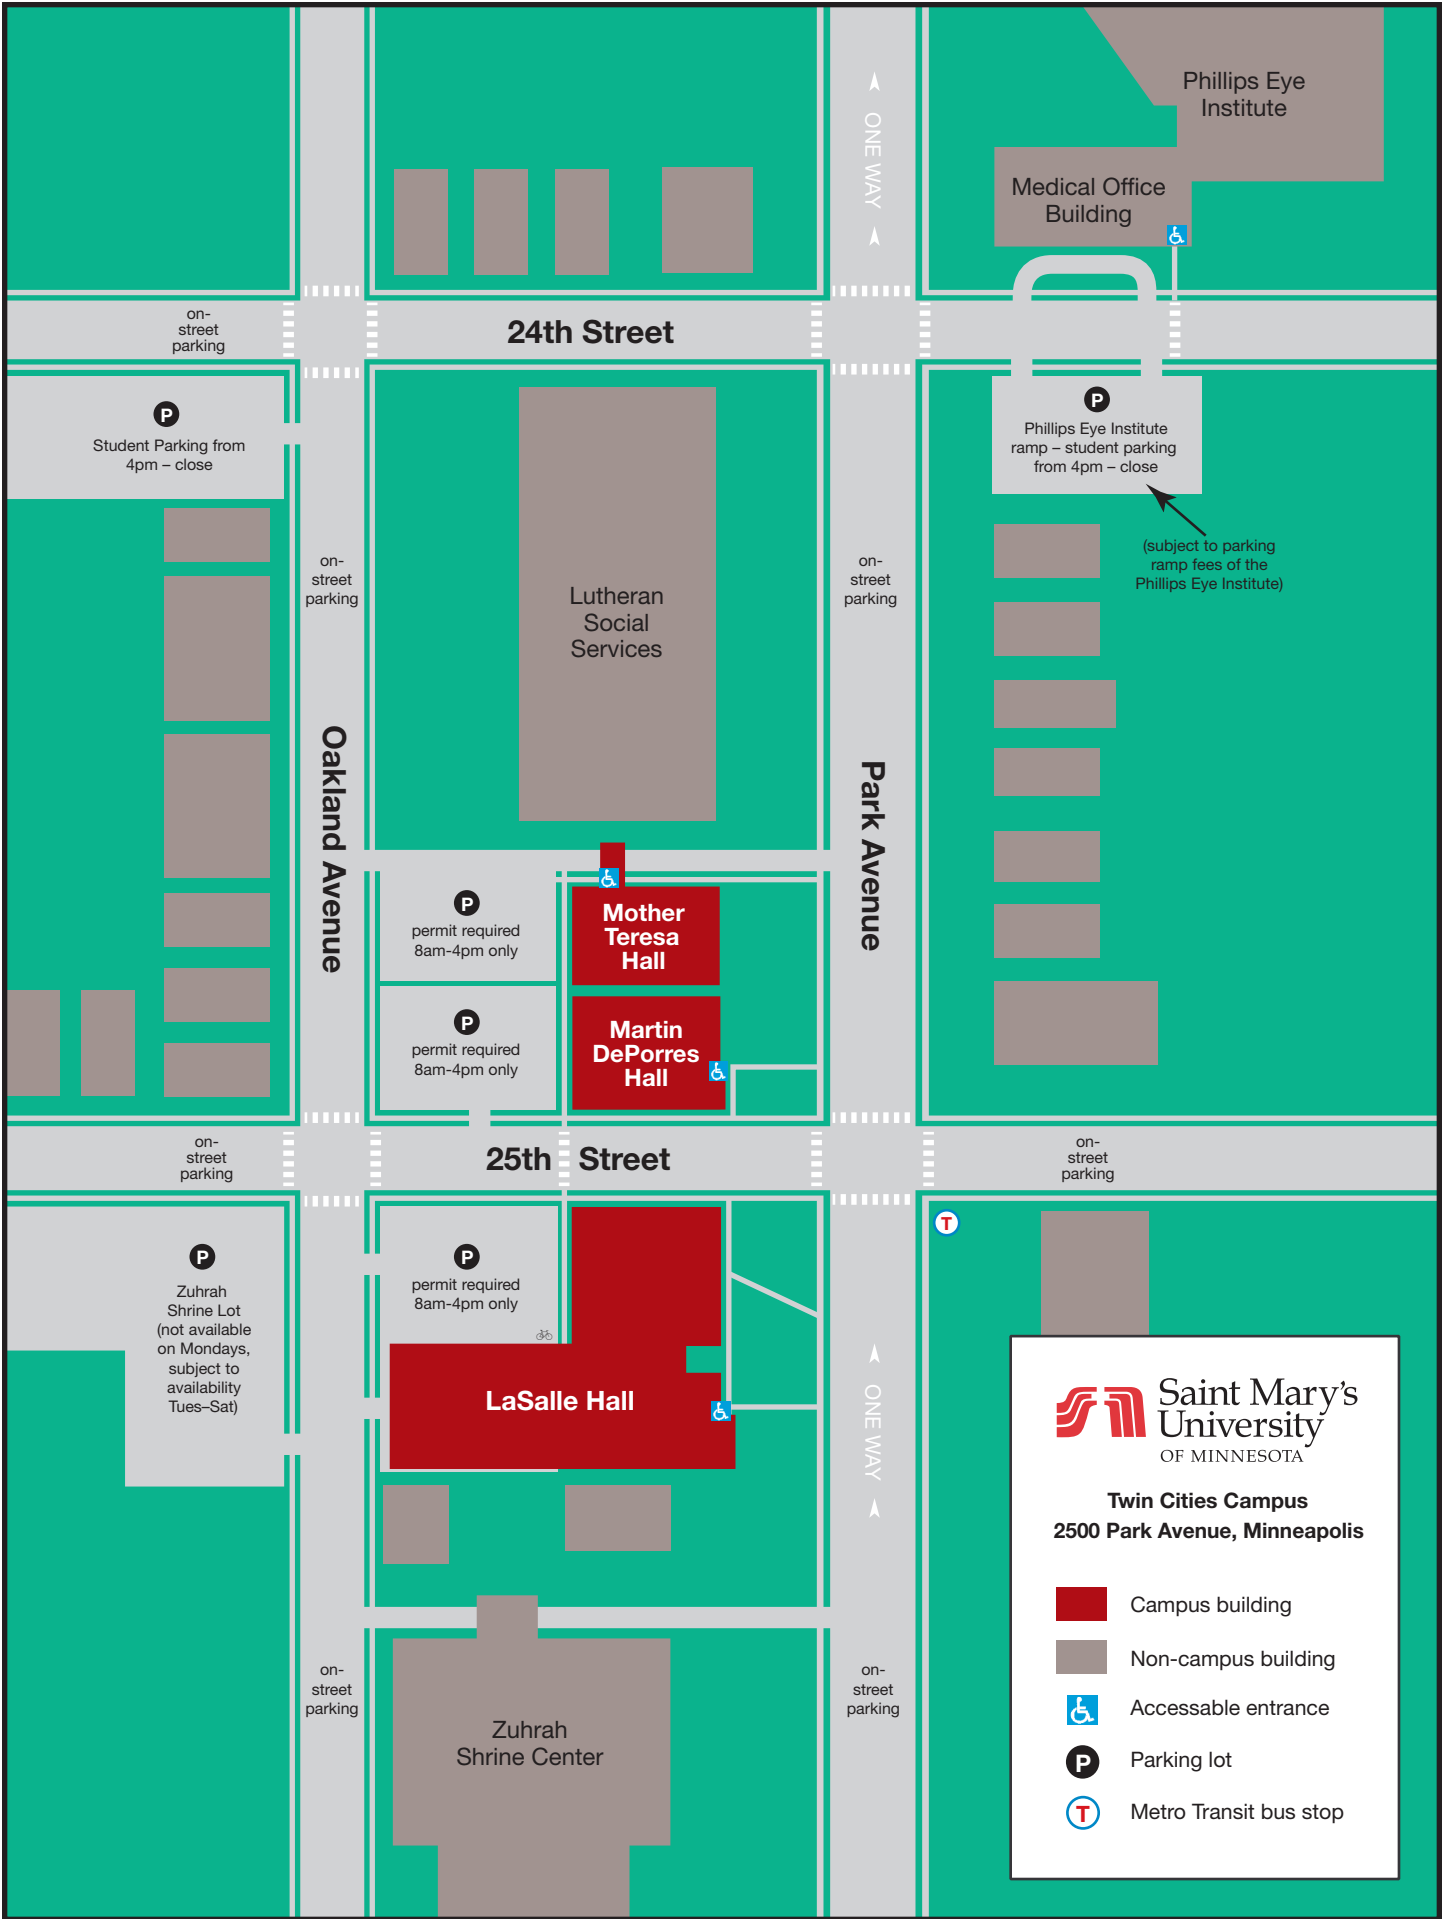 Phillips Eye
Institute
ONE WAY
Medical Office
Building
on-
street
parking
24th Street
P
Student Parking from
4pm – close
P
Phillips Eye Institute
ramp – student parking
from 4pm – close
(subject to parking
ramp fees of the
Phillips Eye Institute)
on-
street
parking
on-
street
parking
Lutheran
Social
Services
Oakland Avenue
Park Avenue
P
permit required
8am-4pm only
Mother
Teresa
Hall
P
permit required
8am-4pm only
Martin
DePorres
Hall
on-
street
parking
25th Street
on-
street
parking
T
P
Zuhrah
Shrine Lot
(not available
on Mondays,
subject to
availability
Tues–Sat)
P
permit required
8am-4pm only
LaSalle Hall
ONE WAY
on-
street
parking
on-
street
parking
Zuhrah
Shrine Center
Saint Mary's
University
OF MINNESOTA
Twin Cities Campus
2500 Park Avenue, Minneapolis
Campus building
Non-campus building
Accessable entrance
P Parking lot
T Metro Transit bus stop